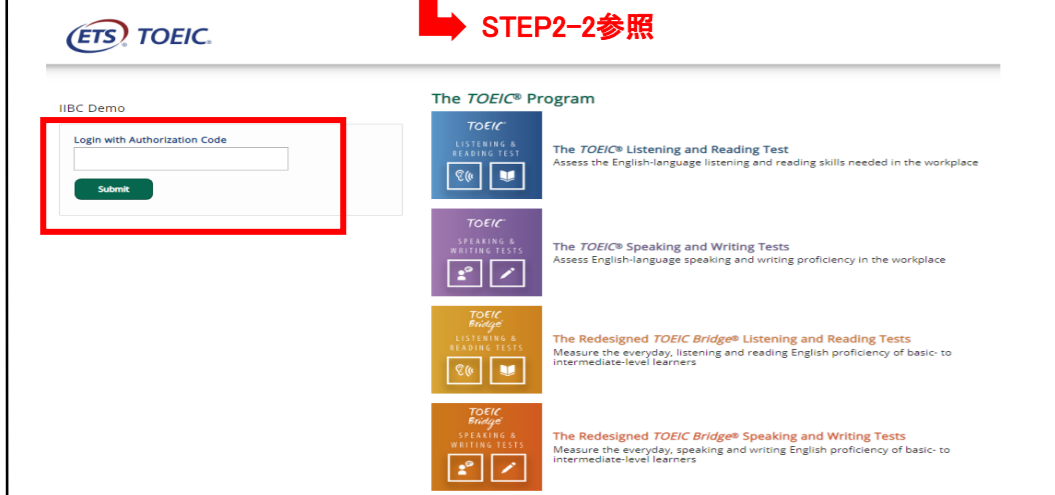 STEP2-2参照
ETS TOEIC.
IIBC Demo
Login with Authorization Code
Submit
The TOEIC® Program
TOEIC
LISTENING &
READING TEST
The TOEIC® Listening and Reading Test
Assess the English-language listening and reading skills needed in the workplace
TOEIC
SPEAKING &
WRITING TESTS
The TOEIC® Speaking and Writing Tests
Assess English-language speaking and writing proficiency in the workplace
TOEIC
Bridge
LISTENING &
READING TESTS
The Redesigned TOEIC Bridge® Listening and Reading Tests
Measure the everyday, listening and reading English proficiency of basic- to
intermediate-level learners
TOEIC
Bridge
SPEAKING &
WRITING TESTS
The Redesigned TOEIC Bridge® Speaking and Writing Tests
Measure the everyday, speaking and writing English proficiency of basic- to
intermediate-level learners